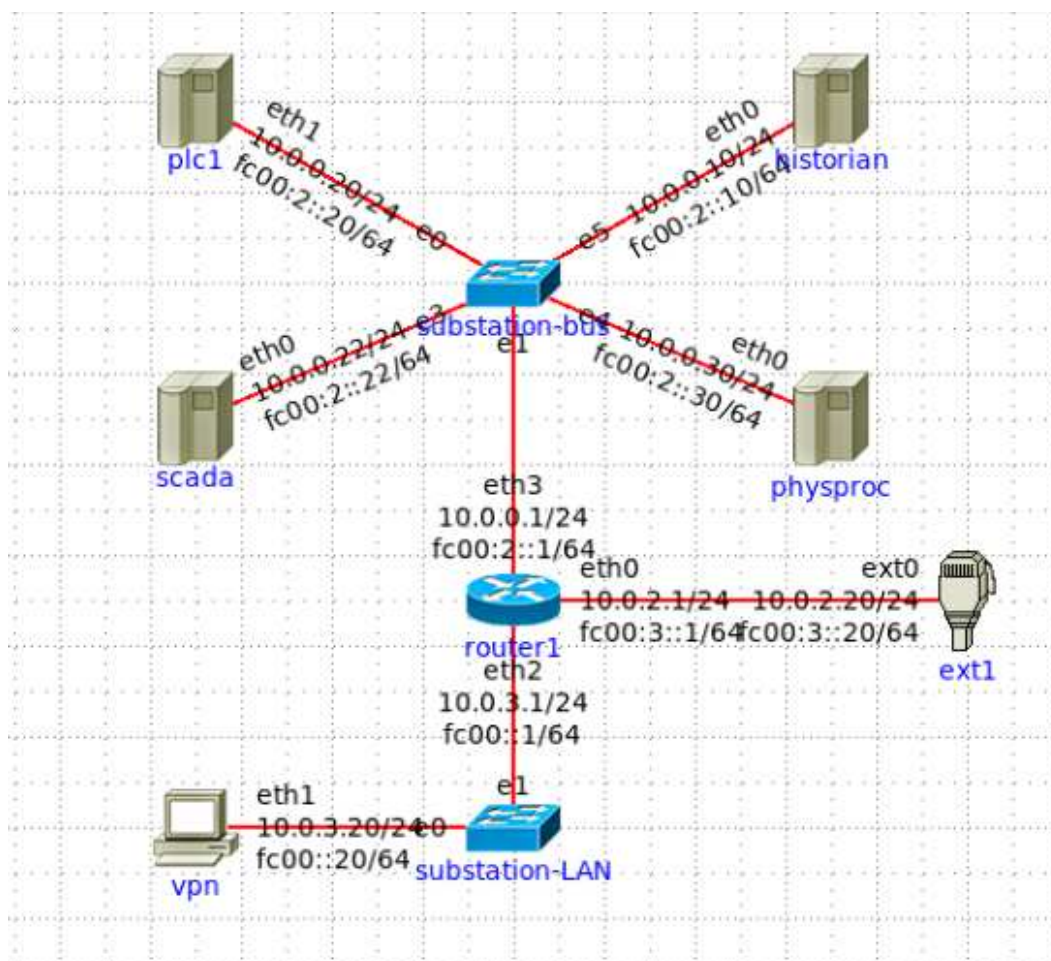 eth1
10.0.0.20/24
fc00:2::20/64
e0
plc1
eth0
10.0.0.10/24
fc00:2::10/64
e5
historian
substation-bus
e1
eth0
10.0.0.22/24
fc00:2::22/64
e3
scada
eth0
10.0.0.30/24
fc00:2::30/64
e4
physproc
eth3
10.0.0.1/24
fc00:2::1/64
router1
eth0
10.0.2.1/24
fc00:3::1/64
ext0
10.0.2.20/24
fc00:3::20/64
ext1
eth2
10.0.3.1/24
fc00::1/64
e1
substation-LAN
eth1
10.0.3.20/24
fc00::20/64
e0
vpn